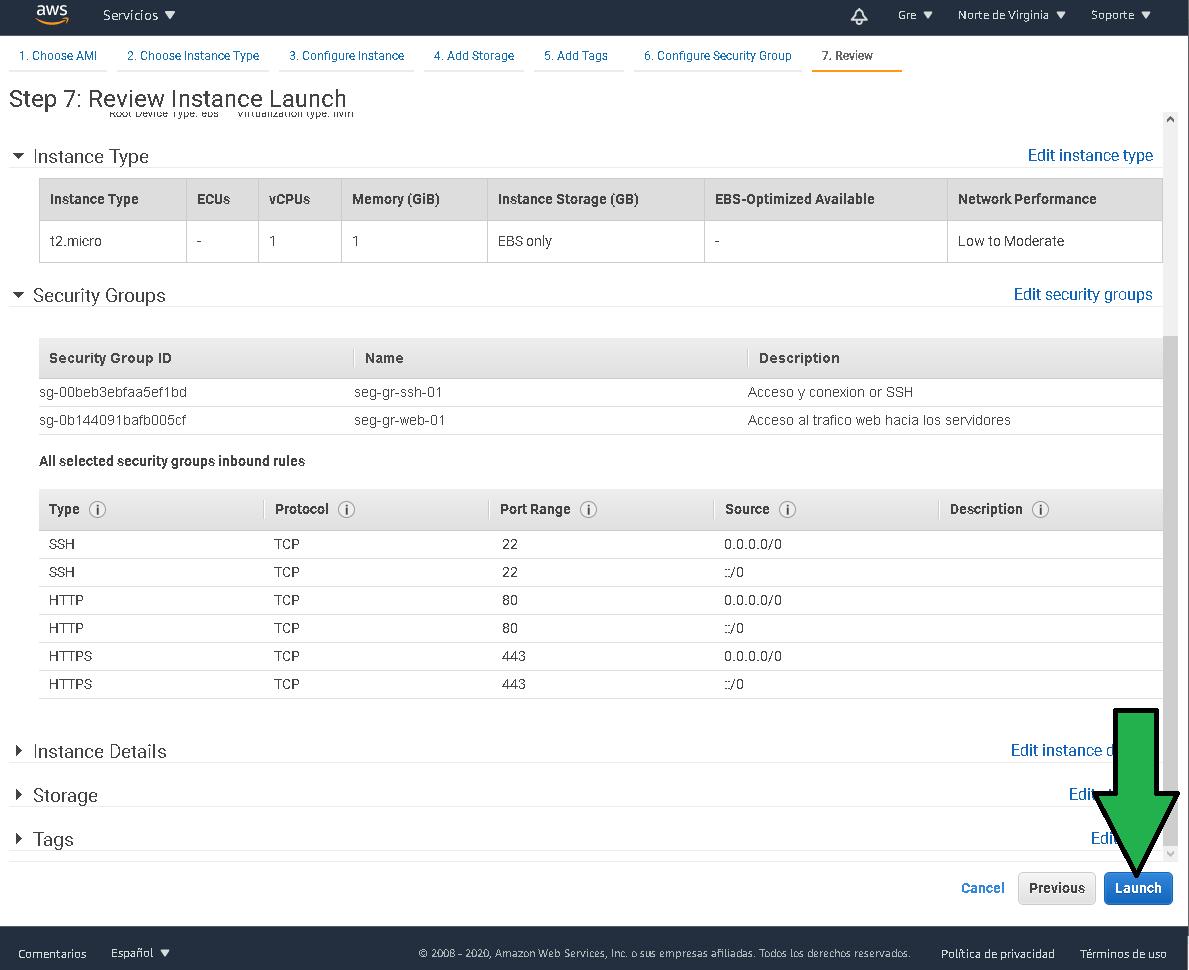 aws Servicios Gre Norte de Virginia Soporte
1. Choose AMI 2. Choose Instance Type 3. Configure Instance 4. Add Storage 5. Add Tags 6. Configure Security Group 7. Review
Step 7: Review Instance Launch
Root Device Type: ebs Virtualization type: hvm
Instance Type Edit instance type
Instance Type ECUs vCPUs Memory (GiB) Instance Storage (GB) EBS-Optimized Available Network Performance
t2.micro - 1 1 EBS only - Low to Moderate
Security Groups Edit security groups
Security Group ID Name Description
sg-00beb3ebfaa5ef1bd seg-gr-ssh-01 Acceso y conexion or SSH
sg-0b144091bafb005cf seg-gr-web-01 Acceso al trafico web hacia los servidores
All selected security groups inbound rules
Type Protocol Port Range Source Description
SSH TCP 22 0.0.0.0/0
SSH TCP 22 ::/0
HTTP TCP 80 0.0.0.0/0
HTTP TCP 80 ::/0
HTTPS TCP 443 0.0.0.0/0
HTTPS TCP 443 ::/0
Instance Details Edit instance d
Storage Edit
Tags Edit
Cancel Previous Launch
Comentarios Español © 2008 - 2020, Amazon Web Services, Inc. o sus empresas afiliadas. Todos los derechos reservados. Política de privacidad Términos de uso